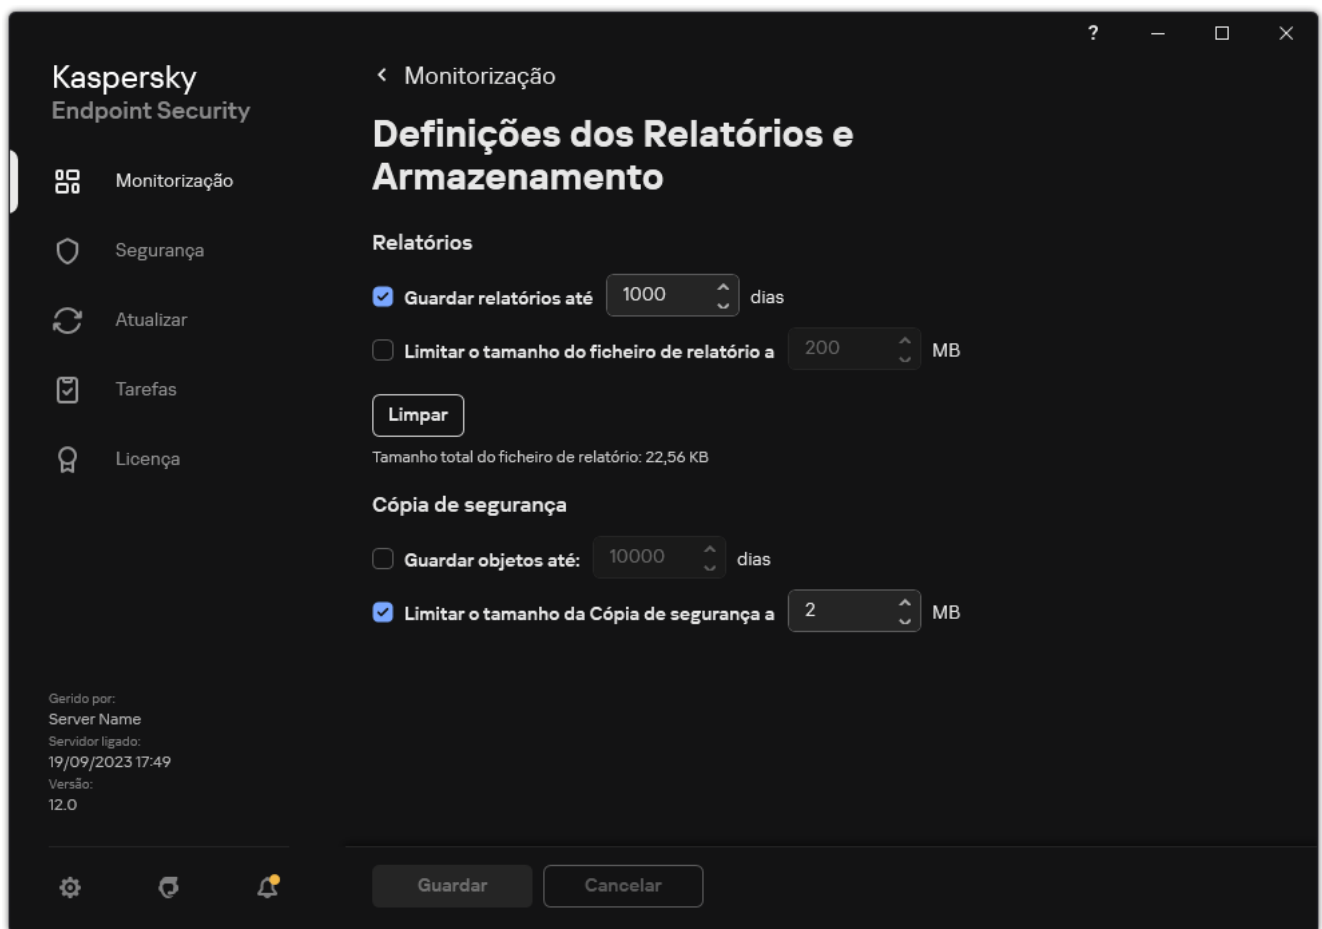 ?
Kaspersky
Endpoint Security
Monitorização
Segurança
Atualizar
Tarefas
Licença
Gerido por:
Server Name
Servidor ligado:
19/09/2023 17:49
Versão:
12.0
Monitorização
Definições dos Relatórios e
Armazenamento
Relatórios
Guardar relatórios até 1000 dias
Limitar o tamanho do ficheiro de relatório a 200 MB
Limpar
Tamanho total do ficheiro de relatório: 22,56 KB
Cópia de segurança
Guardar objetos até: 10000 dias
Limitar o tamanho da Cópia de segurança a 2 MB
Guardar Cancelar